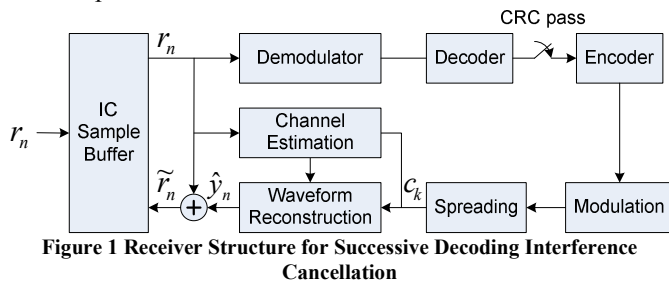 CRC pass
r_n
Demodulator
Decoder
Encoder
IC
Sample
Buffer
r_n
Channel
Estimation
r̃_n
ŷ_n
+
Waveform
Reconstruction
c_k
Spreading
Modulation
Figure 1 Receiver Structure for Successive Decoding Interference
Cancellation